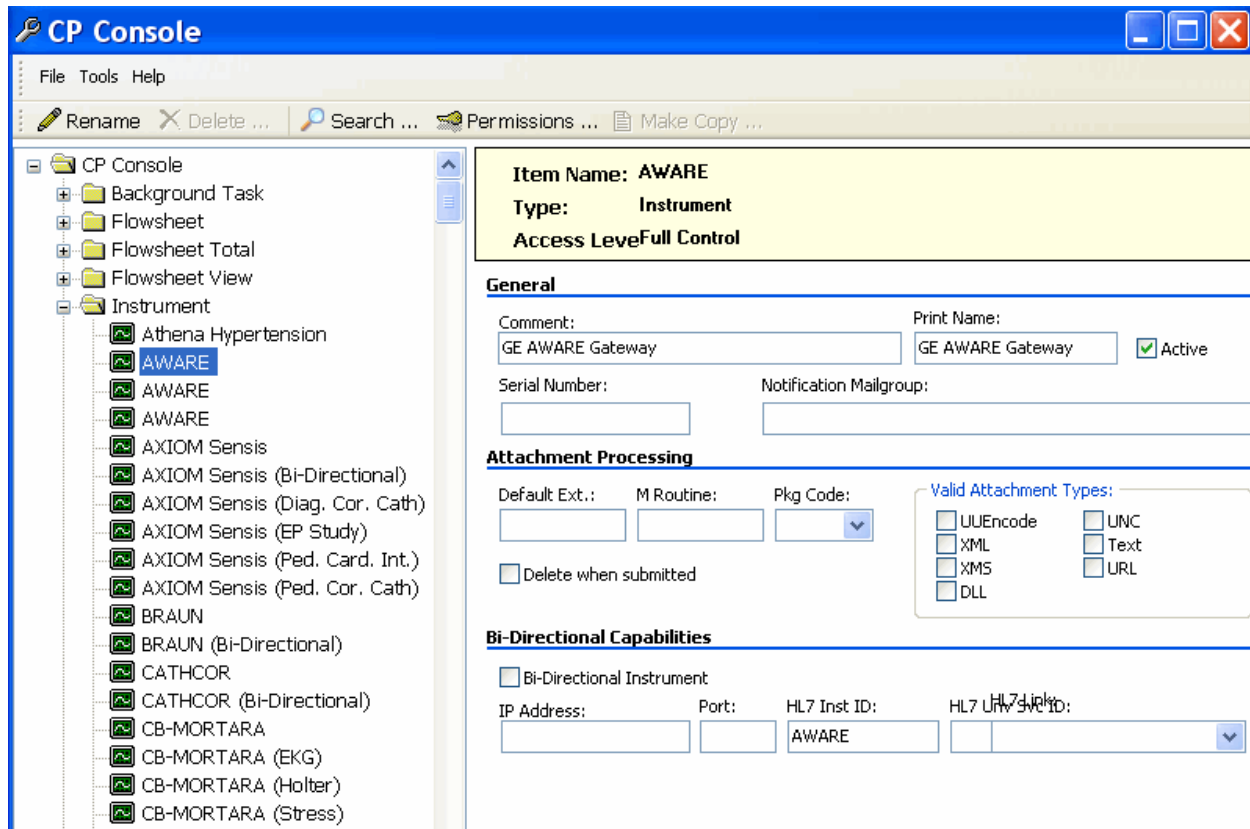 CP Console
File Tools Help
Rename Delete ... Search ... Permissions ... Make Copy ...
CP Console
Background Task
Flowsheet
Flowsheet Total
Flowsheet View
Instrument
Athena Hypertension
AWARE
AWARE
AWARE
AXIOM Sensis
AXIOM Sensis (Bi-Directional)
AXIOM Sensis (Diag. Cor. Cath)
AXIOM Sensis (EP Study)
AXIOM Sensis (Ped. Card. Int.)
AXIOM Sensis (Ped. Cor. Cath)
BRAUN
BRAUN (Bi-Directional)
CATHCOR
CATHCOR (Bi-Directional)
CB-MORTARA
CB-MORTARA (EKG)
CB-MORTARA (Holter)
CB-MORTARA (Stress)
Item Name: AWARE
Type: Instrument
Access Leve Full Control
General
Comment: Print Name:
GE AWARE Gateway GE AWARE Gateway Active
Serial Number: Notification Mailgroup:
Attachment Processing
Default Ext.: M Routine: Pkg Code: Valid Attachment Types:
UUEncode UNC
XML Text
XMS URL
DLL
Delete when submitted
Bi-Directional Capabilities
Bi-Directional Instrument
IP Address: Port: HL7 Inst ID: HL7 ID:
AWARE